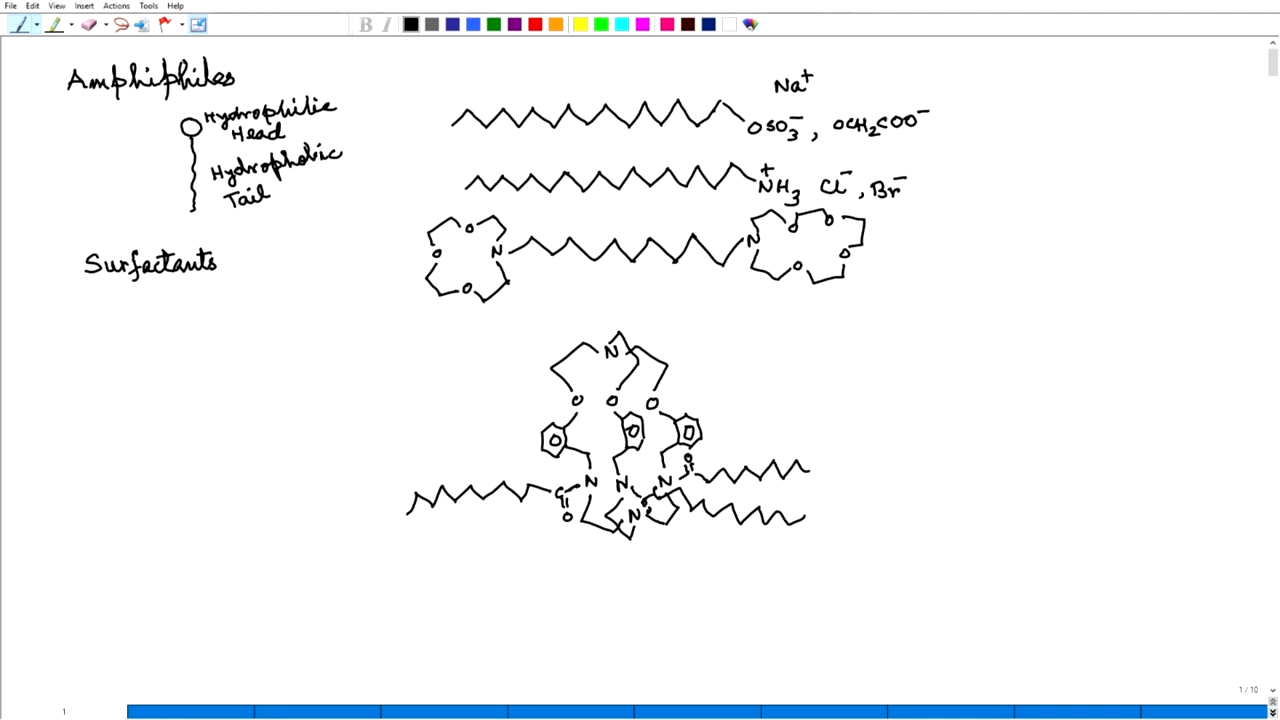 File Edit View Insert Actions Tools Help
B I
Amphiphiles
Hydrophilic
Head
Hydrophobic
Tail
Surfactants
Na⁺
OSO₃⁻, OCH₂COO⁻
N⁺H₃ Cl⁻, Br⁻
O O O N
N O O O O
N
O O O
O O O
C N N N O
O N
1 / 10
1